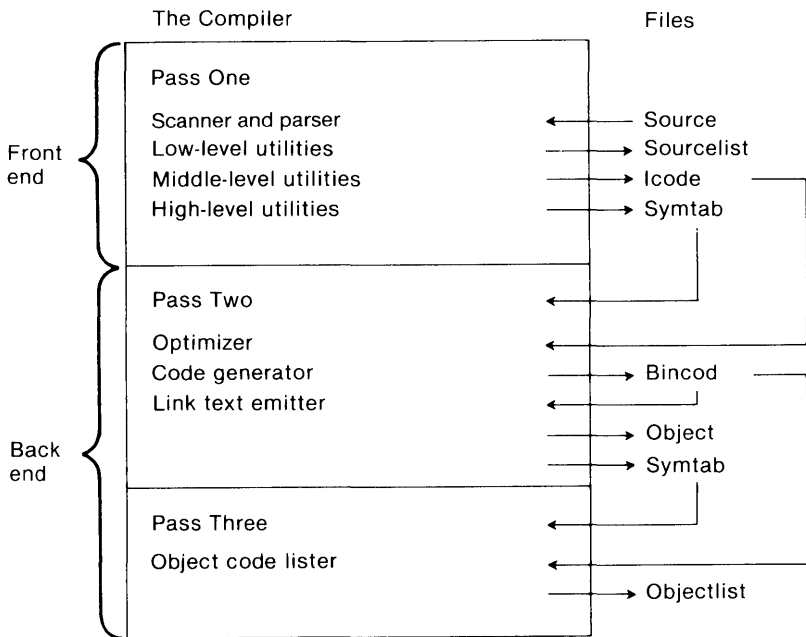 The Compiler Files
Pass One
Scanner and parser Source
Low-level utilities Sourcelist
Front end
Middle-level utilities Icode
High-level utilities Symtab
Pass Two
Optimizer
Code generator Bincod
Link text emitter
Back end
Object
Symtab
Pass Three
Object code lister
Objectlist